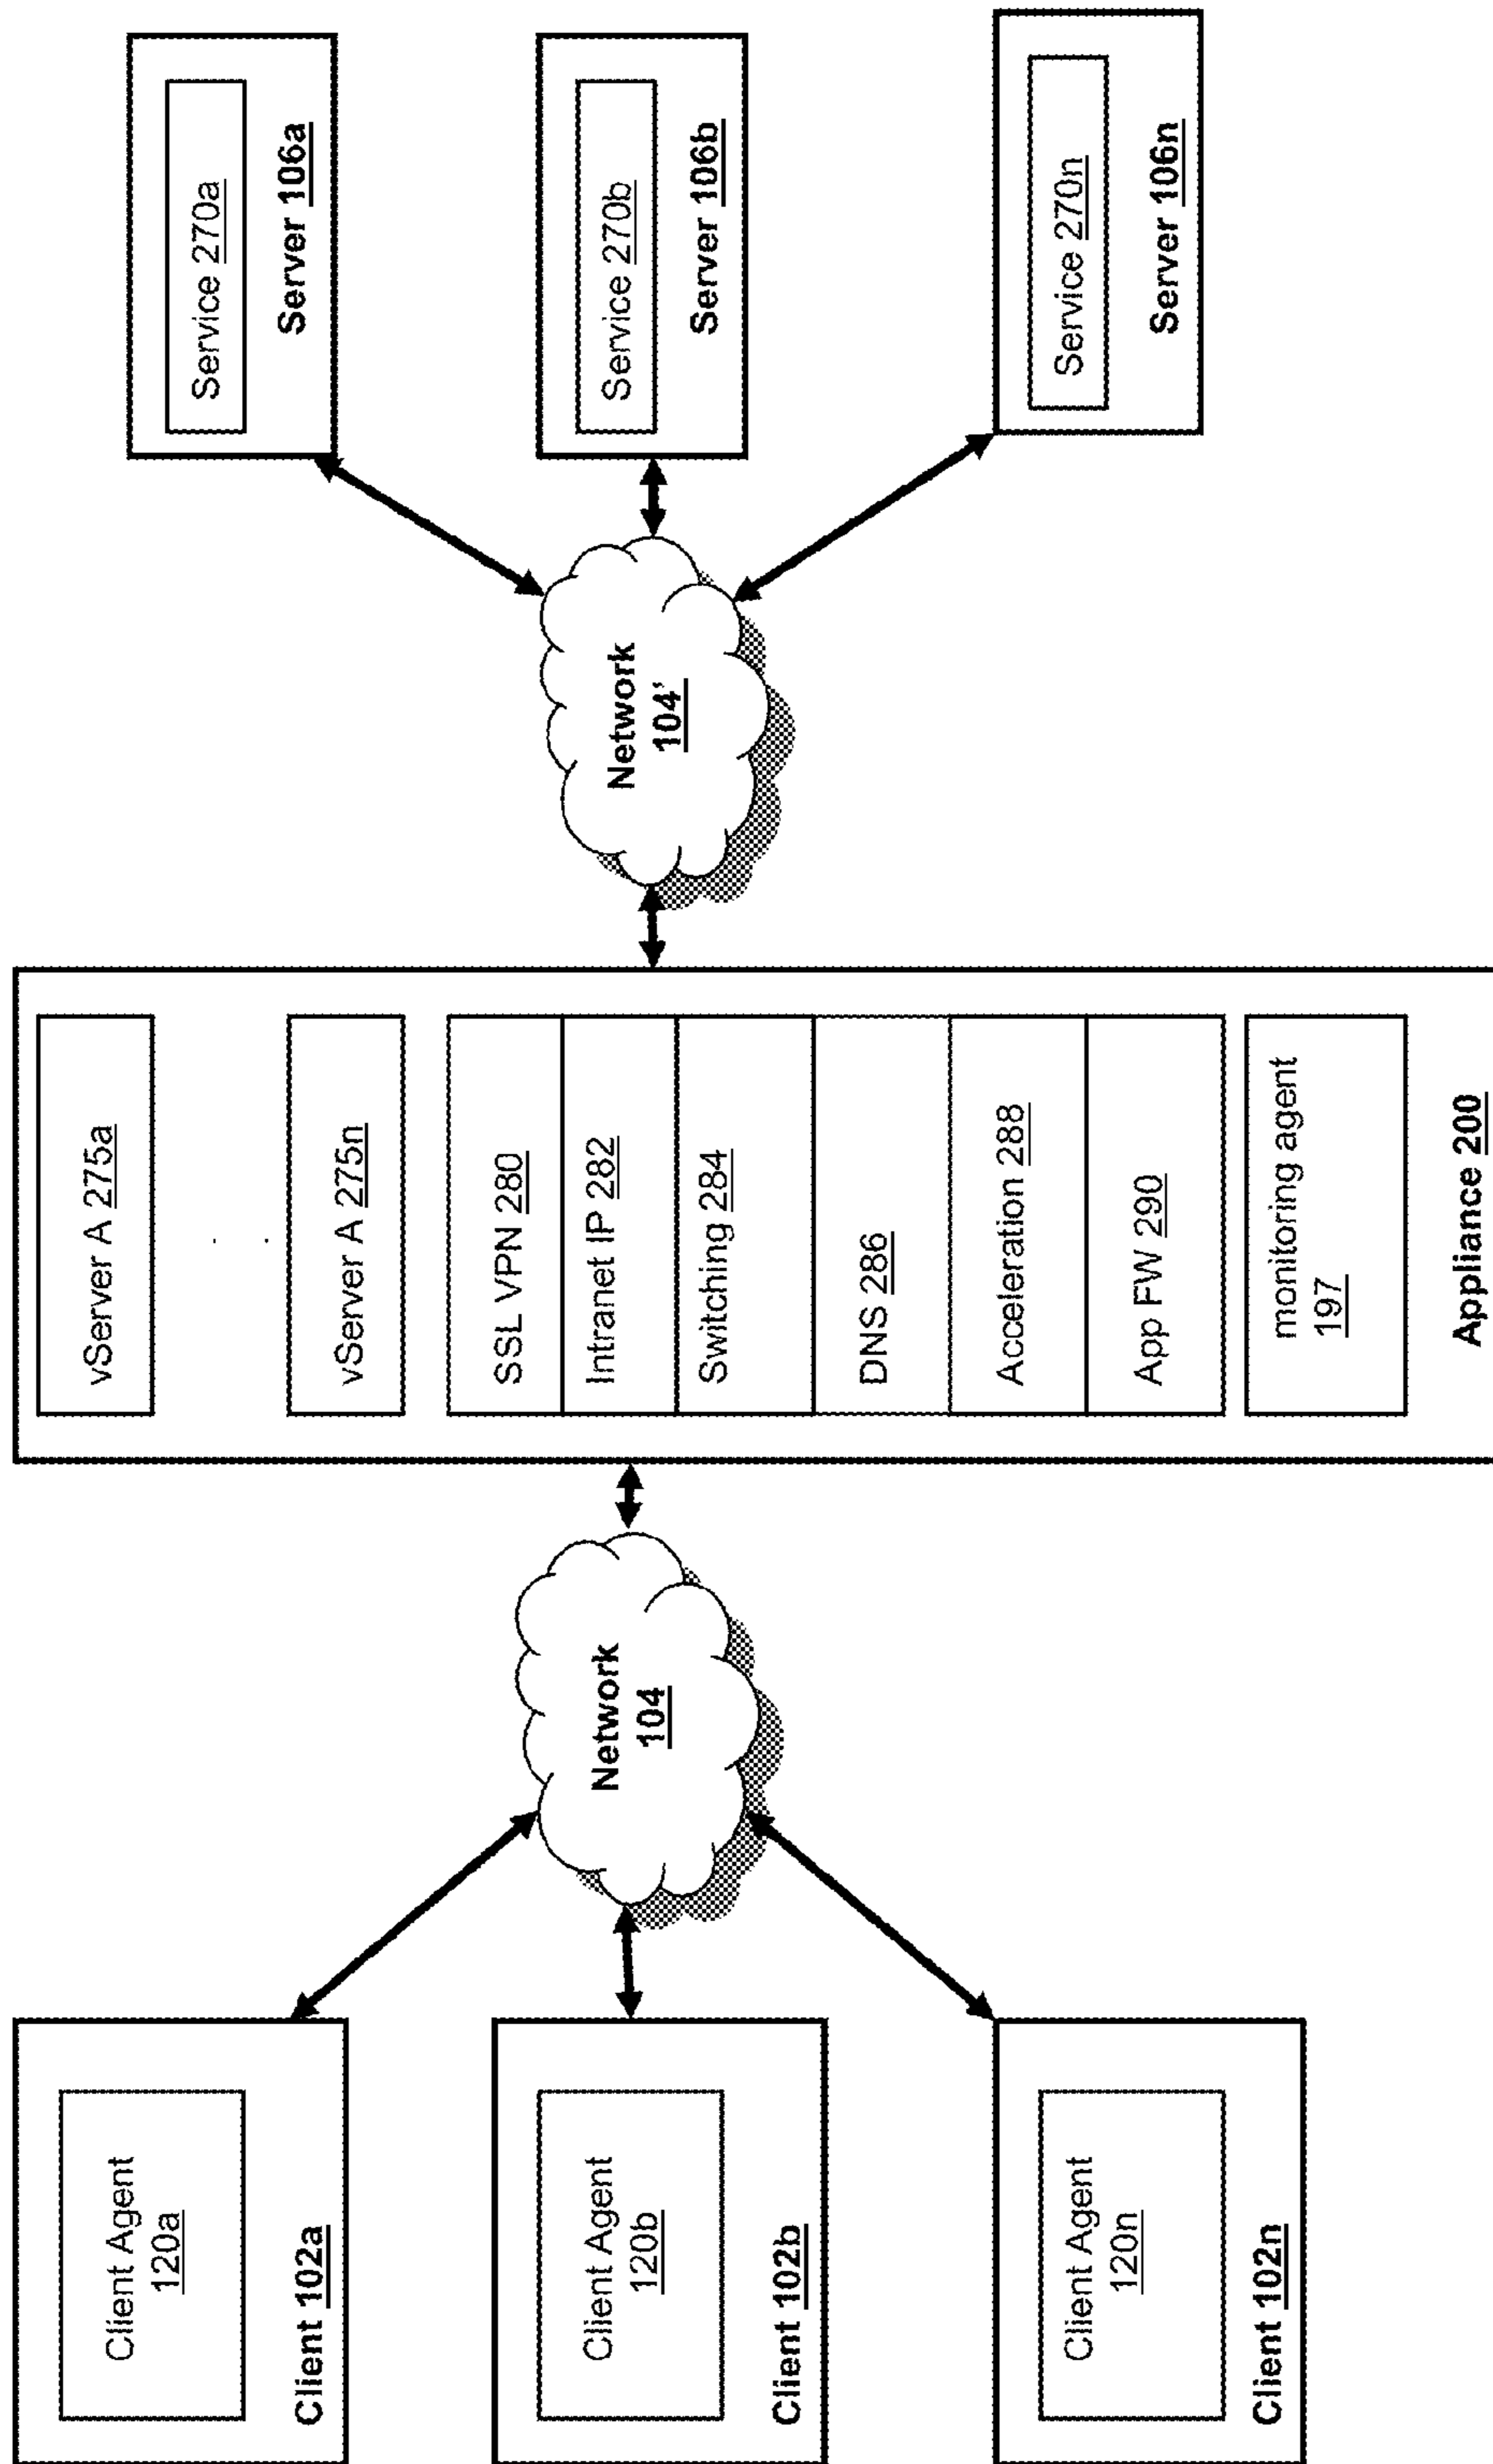 Client Agent
120a
Client 102a
Client Agent
120b
Client 102b
Client Agent
120n
Client 102n
Network
104
vServer A 275a
vServer A 275n
SSL VPN 280
Intranet IP 282
Switching 284
DNS 286
Acceleration 288
App FW 290
monitoring agent
197
Appliance 200
Network
104'
Service 270a
Server 106a
Service 270b
Server 106b
Service 270n
Server 106n